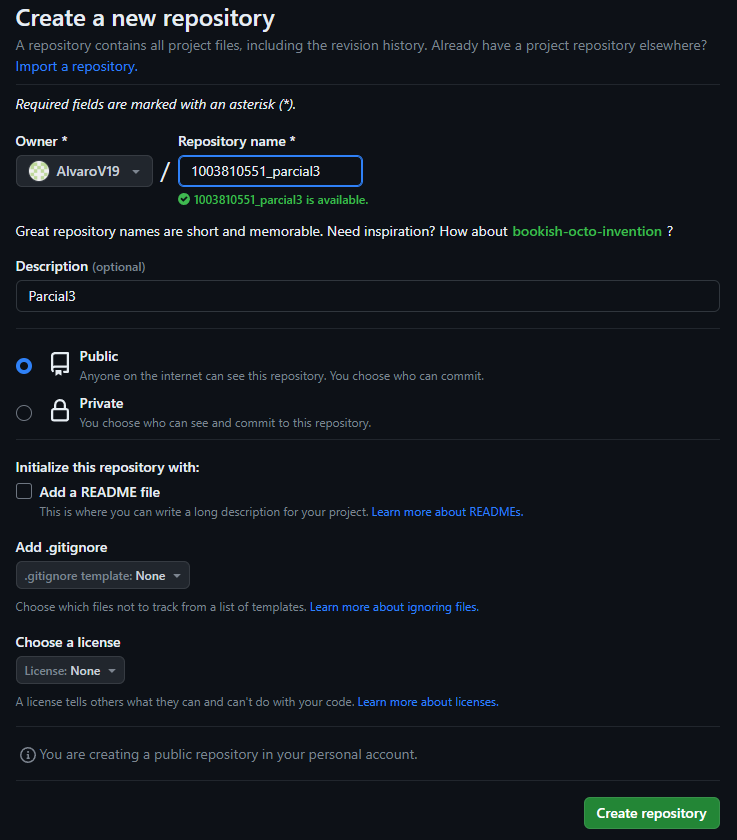 Create a new repository
A repository contains all project files, including the revision history. Already have a project repository elsewhere?
Import a repository.
Required fields are marked with an asterisk (*).
Owner * Repository name *
AlvaroV19 / 1003810551_parcial3
1003810551_parcial3 is available.
Great repository names are short and memorable. Need inspiration? How about bookish-octo-invention ?
Description (optional)
Parcial3
Public
Anyone on the internet can see this repository. You choose who can commit.
Private
You choose who can see and commit to this repository.
Initialize this repository with:
Add a README file
This is where you can write a long description for your project. Learn more about READMEs.
Add .gitignore
.gitignore template: None
Choose which files not to track from a list of templates. Learn more about ignoring files.
Choose a license
License: None
A license tells others what they can and can't do with your code. Learn more about licenses.
You are creating a public repository in your personal account.
Create repository